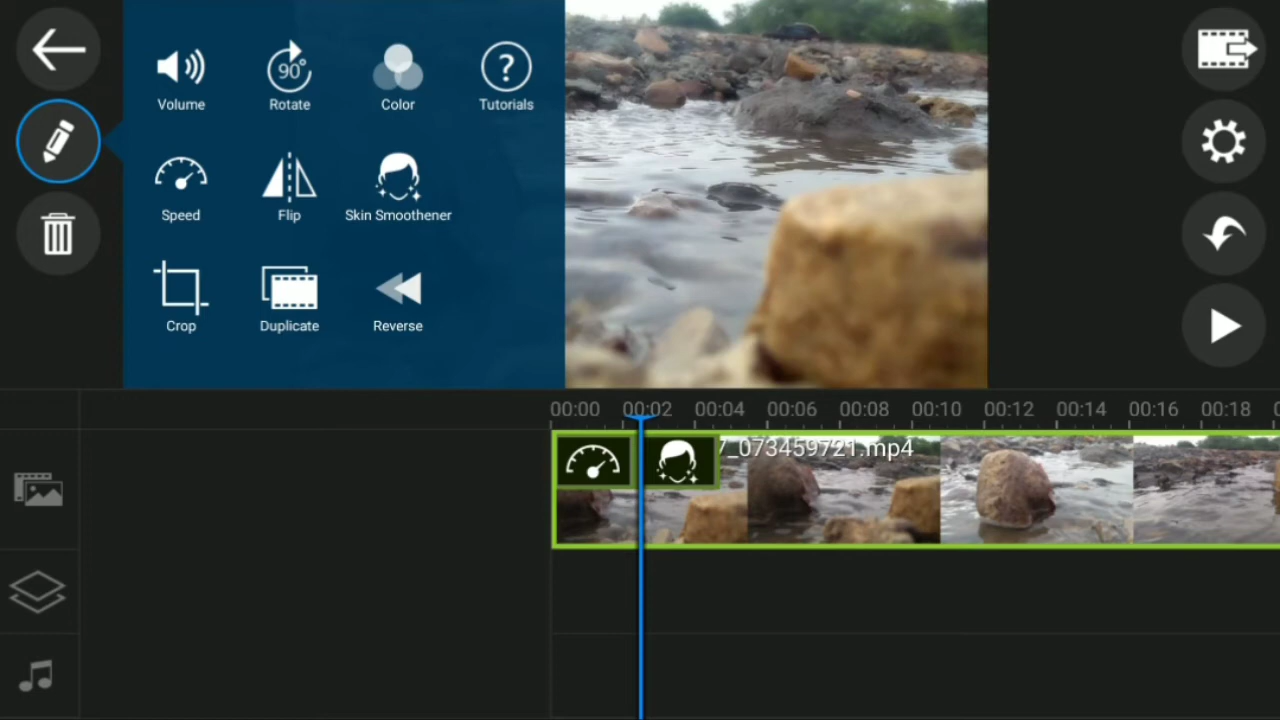 Volume
90°
Rotate
Color
?
Tutorials
Speed
Flip
Skin Smoothener
Crop
Duplicate
Reverse
00:00 00:02 00:04 00:06 00:08 00:10 00:12 00:14 00:16 00:18
7_073459721.mp4